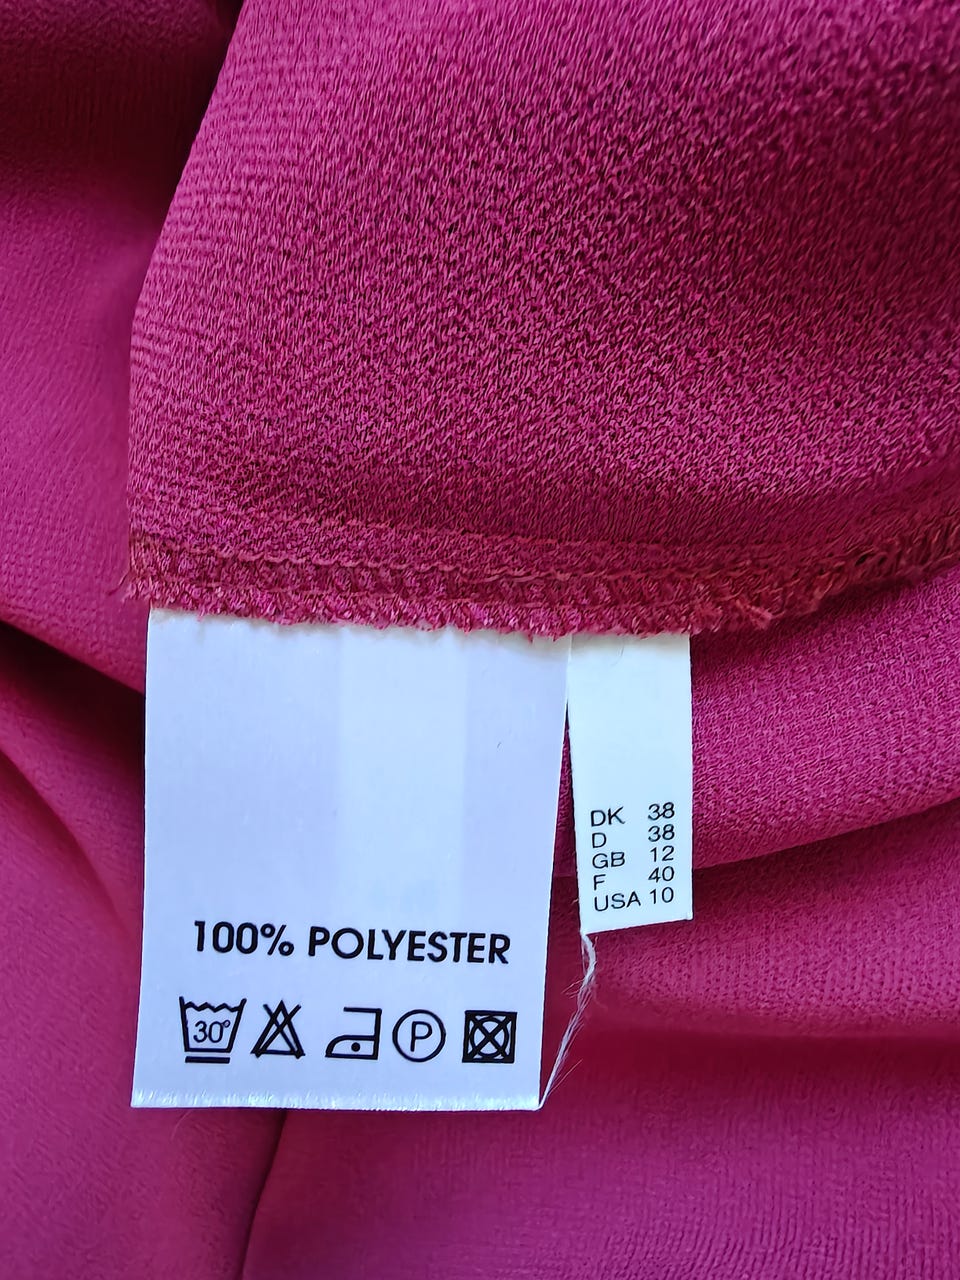 100% POLYESTER
30°
P
DK 38
D 38
GB 12
F 40
USA 10